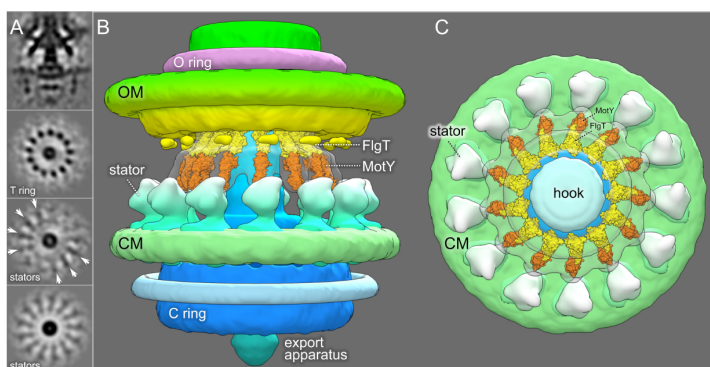 A
T ring
stators
stators
B
O ring
OM
FlgT
MotY
stator
CM
C ring
export
apparatus
C
MotY
FlgT
stator
hook
CM